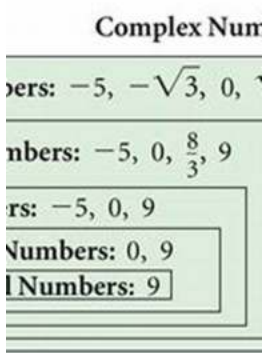 Complex Num
bers: −5, −√3, 0,
mbers: −5, 0, 8/3, 9
rs: −5, 0, 9
Numbers: 0, 9
l Numbers: 9